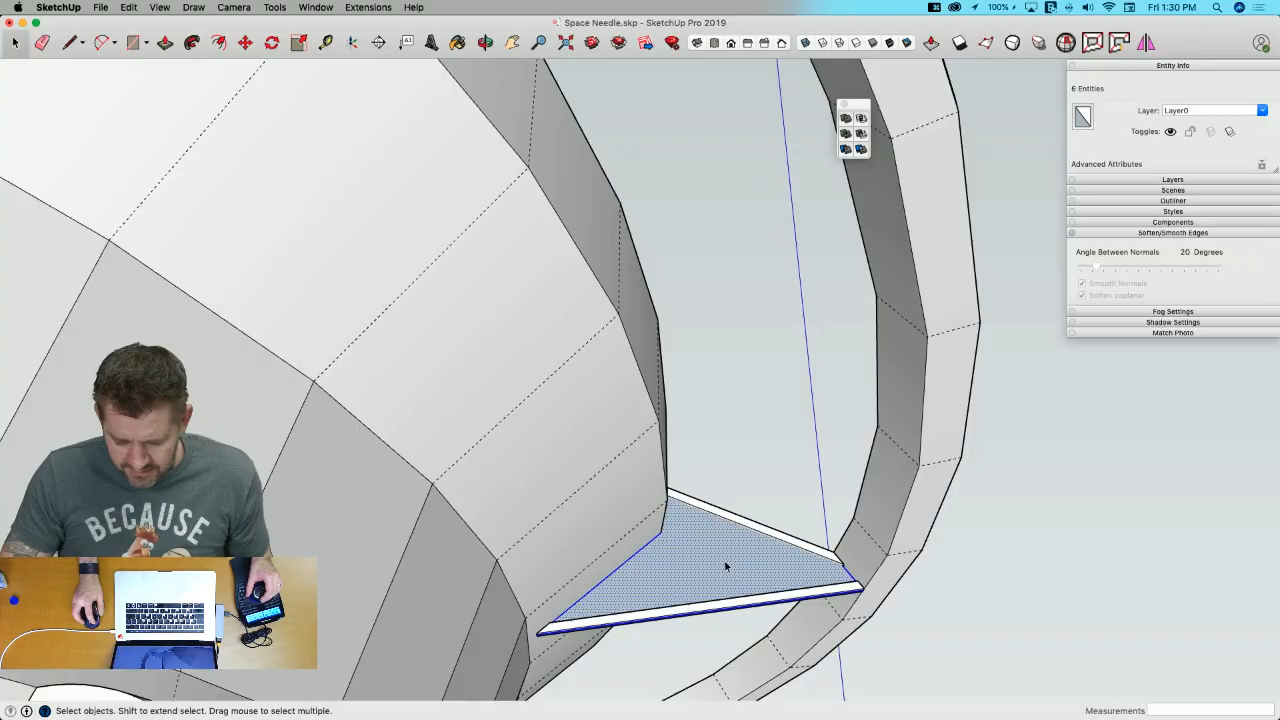 SketchUp File Edit View Draw Camera Tools Window Extensions Help
100% Fri 1:30 PM
Space Needle.skp - SketchUp Pro 2019
Entity Info
6 Entities
Layer: Layer0
Toggles:
Advanced Attributes
Layers
Scenes
Outliner
Styles
Components
Soften/Smooth Edges
Angle Between Normals 20 Degrees
Smooth Normals
Soften coplanar
Fog Settings
Shadow Settings
Match Photo
BECAUSE
Select objects. Shift to extend select. Drag mouse to select multiple.
Measurements